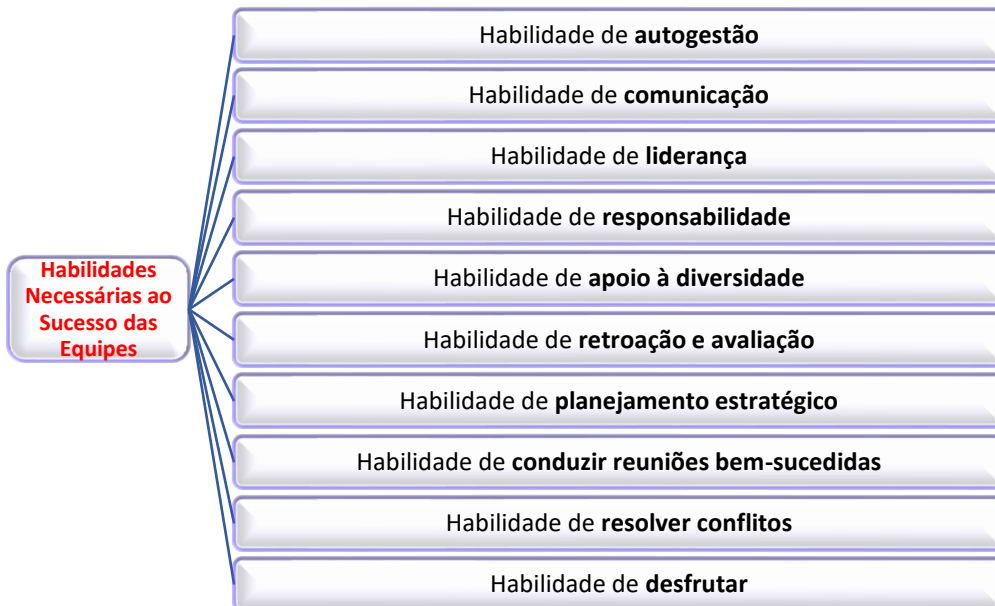 Habilidade de autogestão
Habilidade de comunicação
Habilidade de liderança
Habilidade de responsabilidade
Habilidade de apoio à diversidade
Habilidades
Necessárias ao
Sucesso das
Equipes
Habilidade de retroação e avaliação
Habilidade de planejamento estratégico
Habilidade de conduzir reuniões bem-sucedidas
Habilidade de resolver conflitos
Habilidade de desfrutar